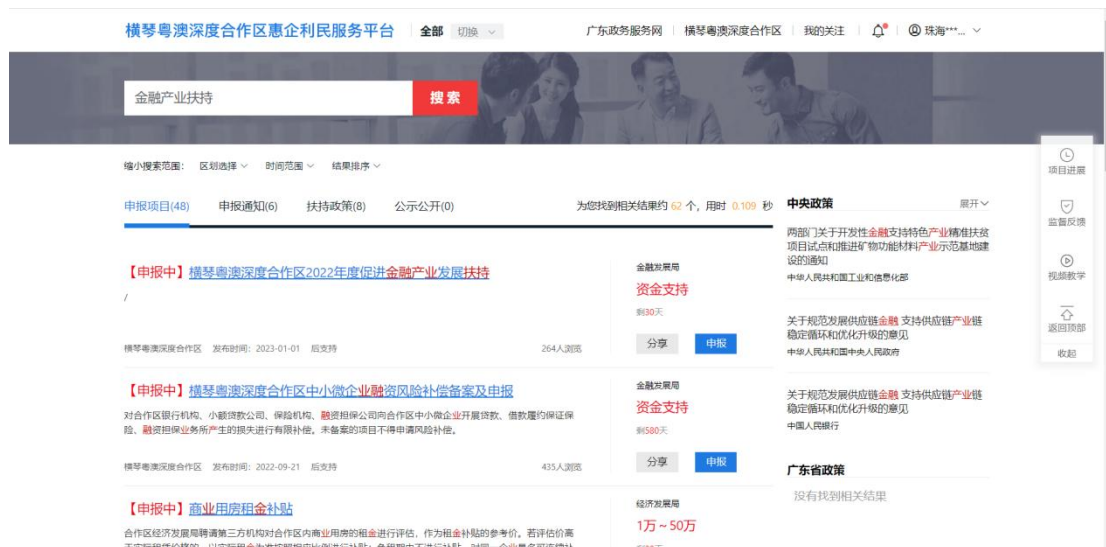 横琴粤澳深度合作区惠企利民服务平台 全部 切换 广东政务服务网 横琴粤澳深度合作区 我的关注 珠海***...
金融产业扶持 搜索
缩小搜索范围： 区划选择 时间范围 结果排序
申报项目(48) 申报通知(6) 扶持政策(8) 公示公开(0) 为您找到相关结果约 62 个，用时 0.109 秒
【申报中】横琴粤澳深度合作区2022年度促进金融产业发展扶持
/
横琴粤澳深度合作区 发布时间：2023-01-01 后支持 264人浏览
金融发展局
资金支持
剩30天
分享 申报
【申报中】横琴粤澳深度合作区中小微企业融资风险补偿备案及申报
对合作区银行机构、小额贷款公司、保险机构、融资担保公司向合作区中小微企业开展贷款、借款履约保证保
险、融资担保业务所产生的损失进行有限补偿。未备案的项目不得申请风险补偿。
横琴粤澳深度合作区 发布时间：2022-09-21 后支持 435人浏览
金融发展局
资金支持
剩580天
分享 申报
【申报中】商业用房租金补贴
合作区经济发展局聘请第三方机构对合作区内商业用房的租金进行评估，作为租金补贴的参考价。若评估价高
经济发展局
1万～50万
中央政策 展开
两部门关于开发性金融支持特色产业精准扶贫
项目试点和推进矿物功能材料产业示范基地建
设的通知
中华人民共和国工业和信息化部
关于规范发展供应链金融 支持供应链产业链
稳定循环和优化升级的意见
中华人民共和国中央人民政府
关于规范发展供应链金融 支持供应链产业链
稳定循环和优化升级的意见
中国人民银行
广东省政策
没有找到相关结果
项目进展
监督反馈
视频教学
返回顶部
收起